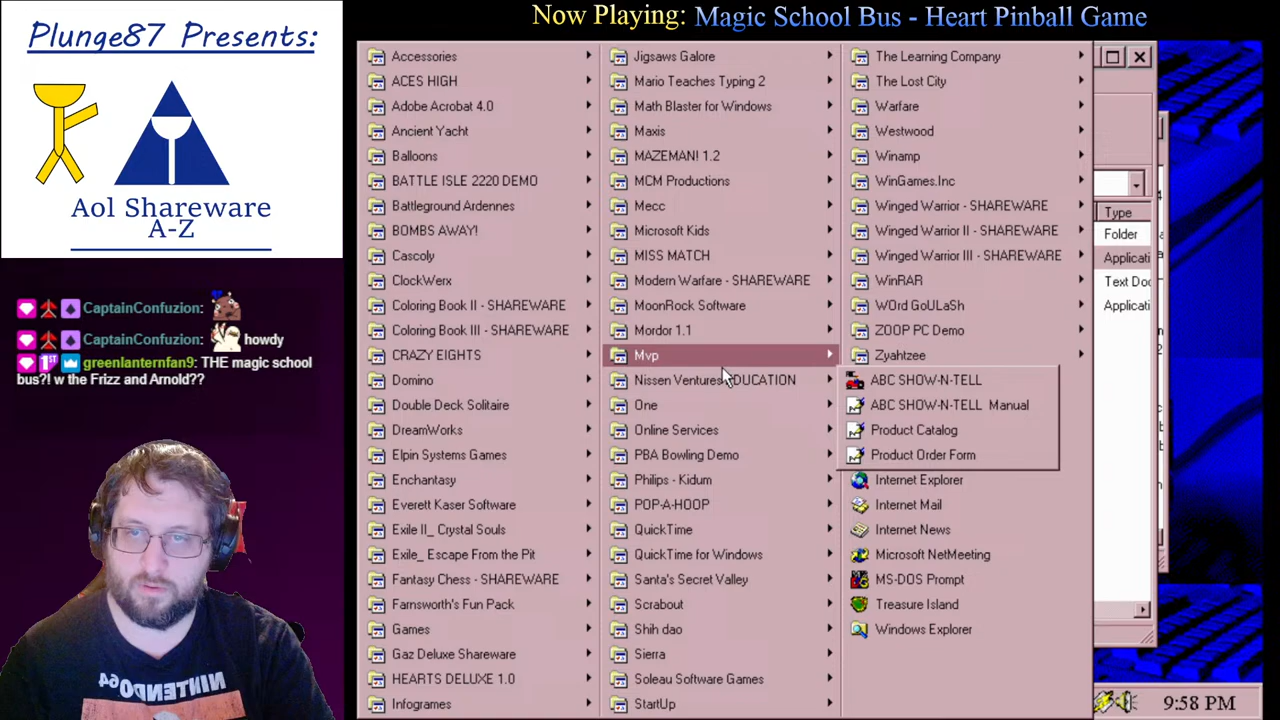 Now Playing: Magic School Bus - Heart Pinball Game
Plunge87 Presents:
Aol Shareware
A-Z
CaptainConfuzion:
CaptainConfuzion: howdy
greenlanternfan9: THE magic school
bus?! w the Frizz and Arnold??
NINTENDO64
Accessories
ACES HIGH
Adobe Acrobat 4.0
Ancient Yacht
Balloons
BATTLE ISLE 2220 DEMO
Battleground Ardennes
BOMBS AWAY!
Cascoly
ClockWerx
Coloring Book II - SHAREWARE
Coloring Book III - SHAREWARE
CRAZY EIGHTS
Domino
Double Deck Solitaire
DreamWorks
Elpin Systems Games
Enchantasy
Everett Kaser Software
Exile II_ Crystal Souls
Exile_ Escape From the Pit
Fantasy Chess - SHAREWARE
Farnsworth's Fun Pack
Games
Gaz Deluxe Shareware
HEARTS DELUXE 1.0
Infogrames
Jigsaws Galore
Mario Teaches Typing 2
Math Blaster for Windows
Maxis
MAZEMAN! 1.2
MCM Productions
Mecc
Microsoft Kids
MISS MATCH
Modern Warfare - SHAREWARE
MoonRock Software
Mordor 1.1
Mvp
Nissen Ventures DUCATION
One
Online Services
PBA Bowling Demo
Philips - Kidum
POP-A-HOOP
QuickTime
QuickTime for Windows
Santa's Secret Valley
Scrabout
Shih dao
Sierra
Soleau Software Games
StartUp
The Learning Company
The Lost City
Warfare
Westwood
Winamp
WinGames.Inc
Winged Warrior - SHAREWARE
Winged Warrior II - SHAREWARE
Winged Warrior III - SHAREWARE
WinRAR
WOrd GoULaSh
ZOOP PC Demo
Zyahtzee
ABC SHOW-N-TELL
ABC SHOW-N-TELL Manual
Product Catalog
Product Order Form
Internet Explorer
Internet Mail
Internet News
Microsoft NetMeeting
MS-DOS Prompt
Treasure Island
Windows Explorer
Type
Folder
Applicati
Text Doc
Applicati
9:58 PM